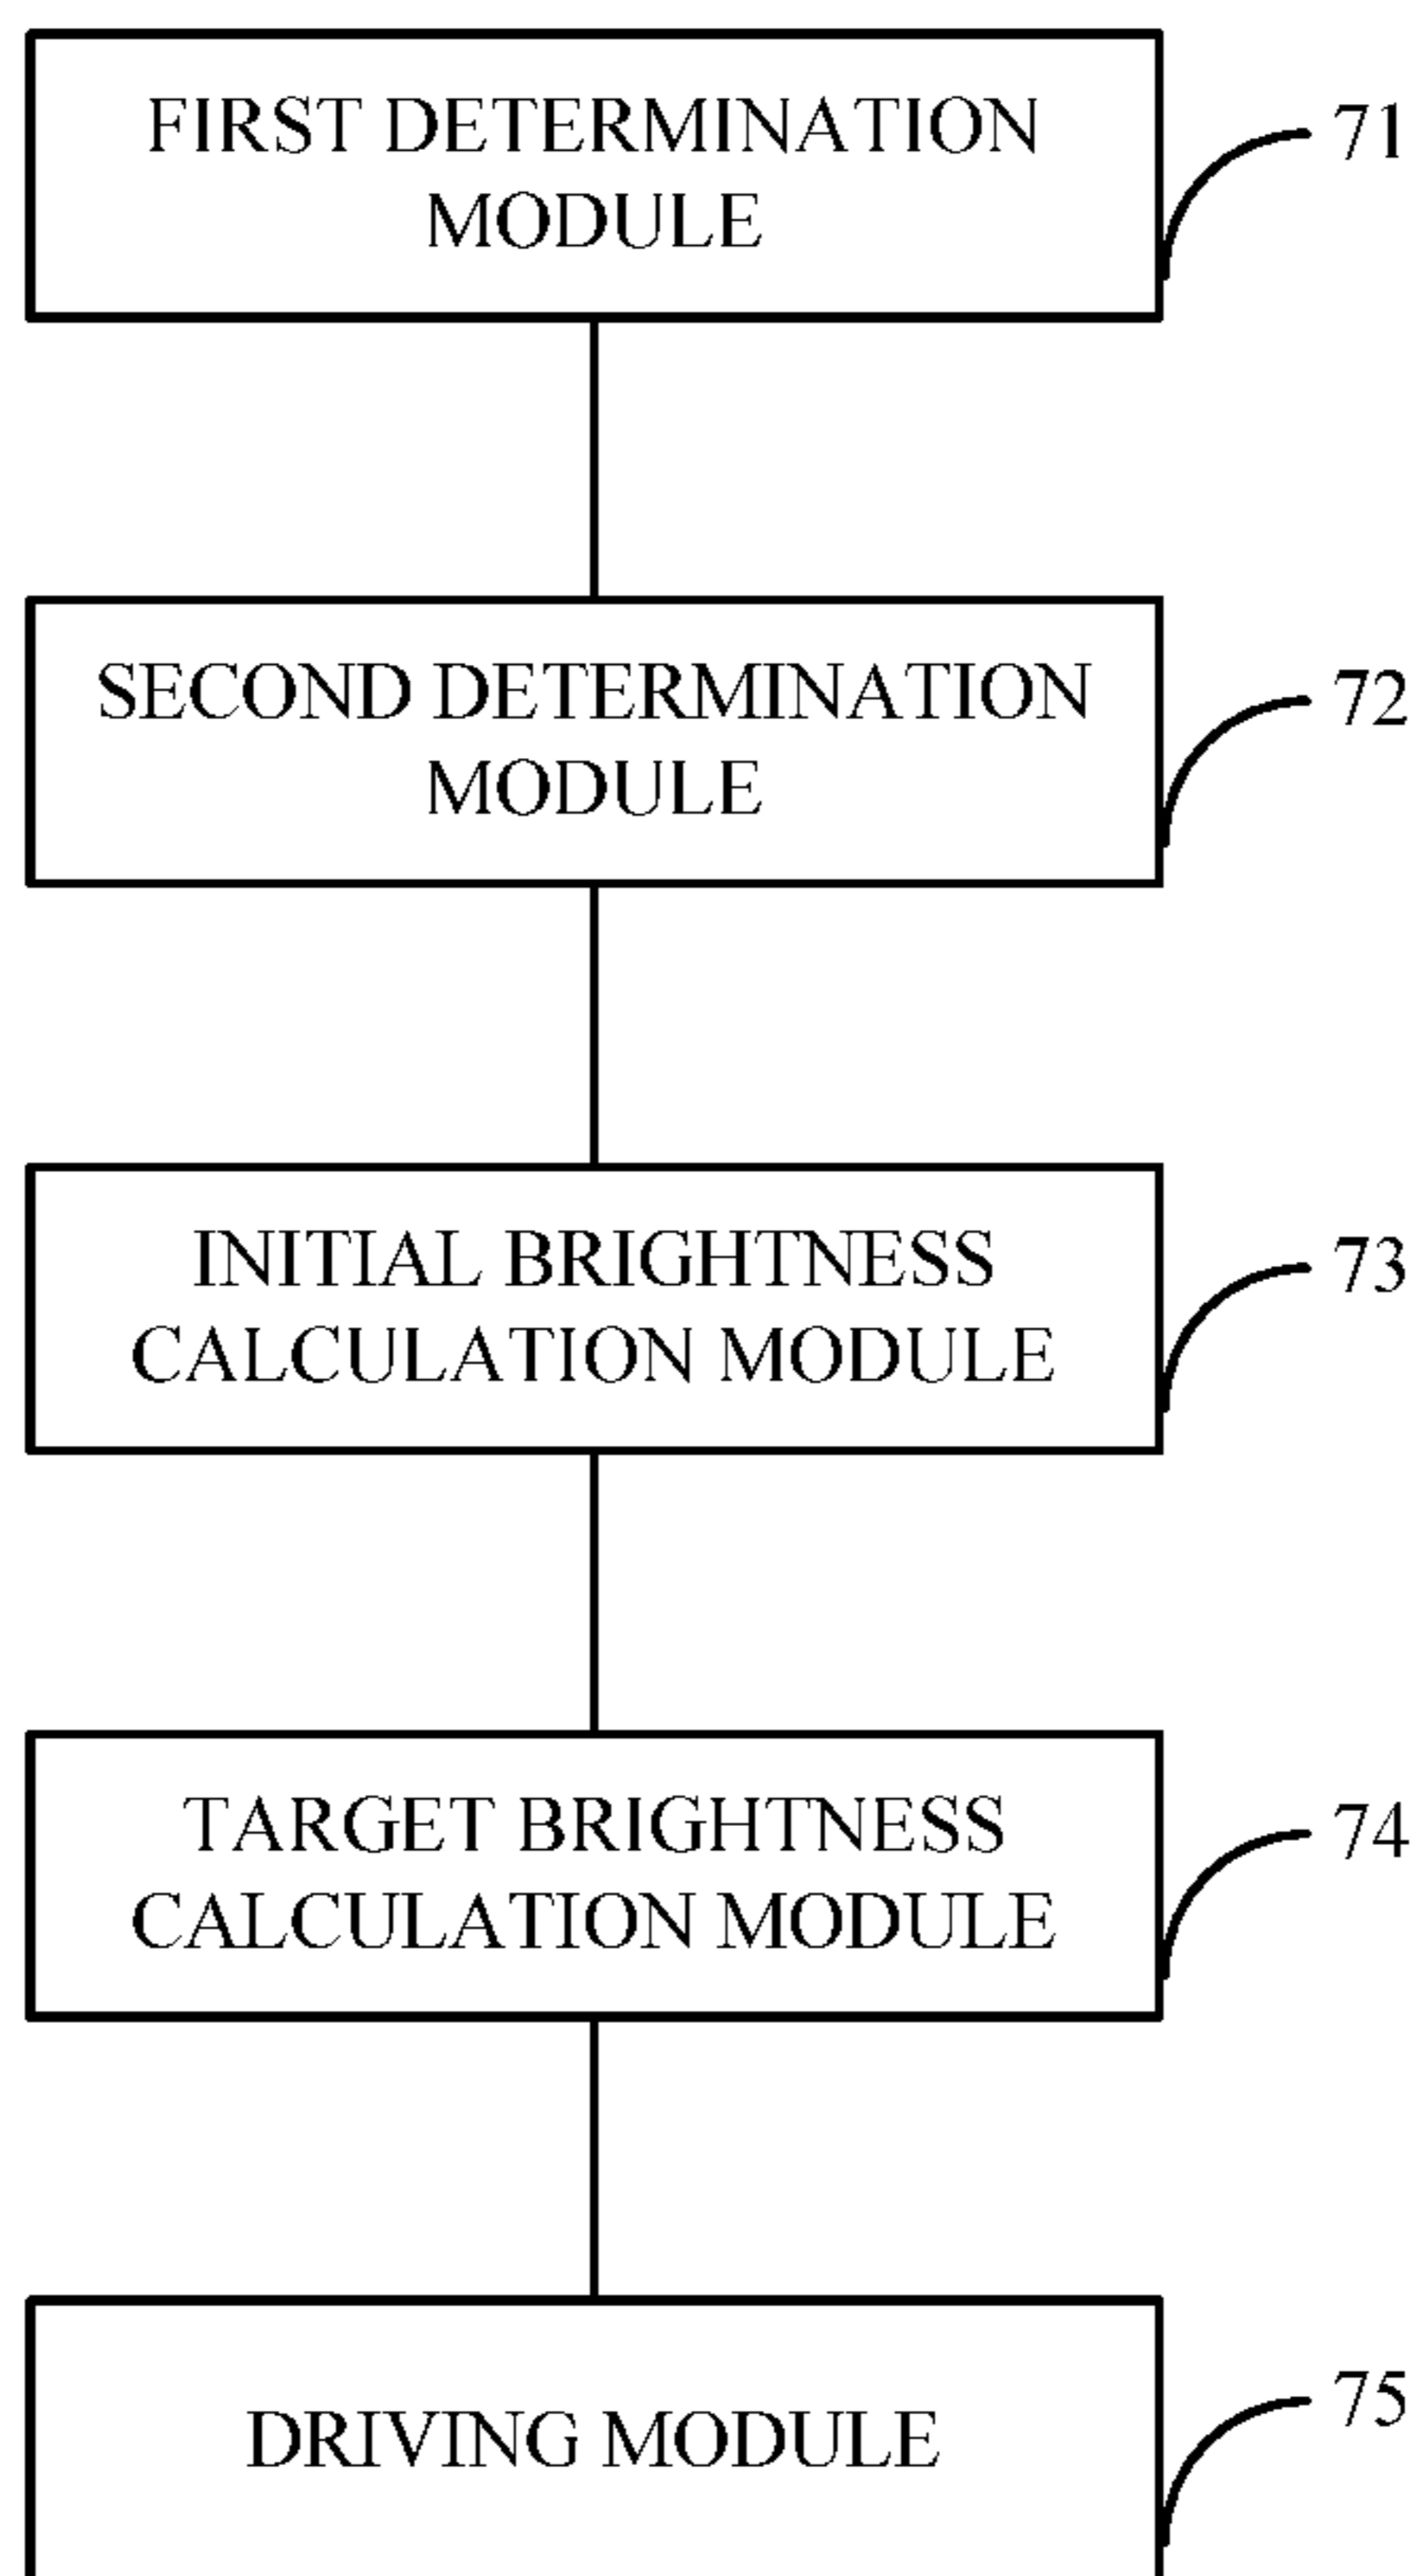 FIRST DETERMINATION
MODULE
71
SECOND DETERMINATION
MODULE
72
INITIAL BRIGHTNESS
CALCULATION MODULE
73
TARGET BRIGHTNESS
CALCULATION MODULE
74
DRIVING MODULE
75